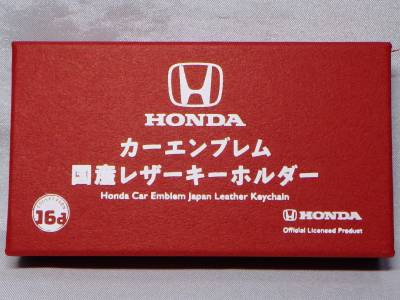 HONDA
カーエンブレム
国産レザーキーホルダー
Honda Car Emblem Japan Leather Keychain
J6a
HONDA
Official Licensed Product